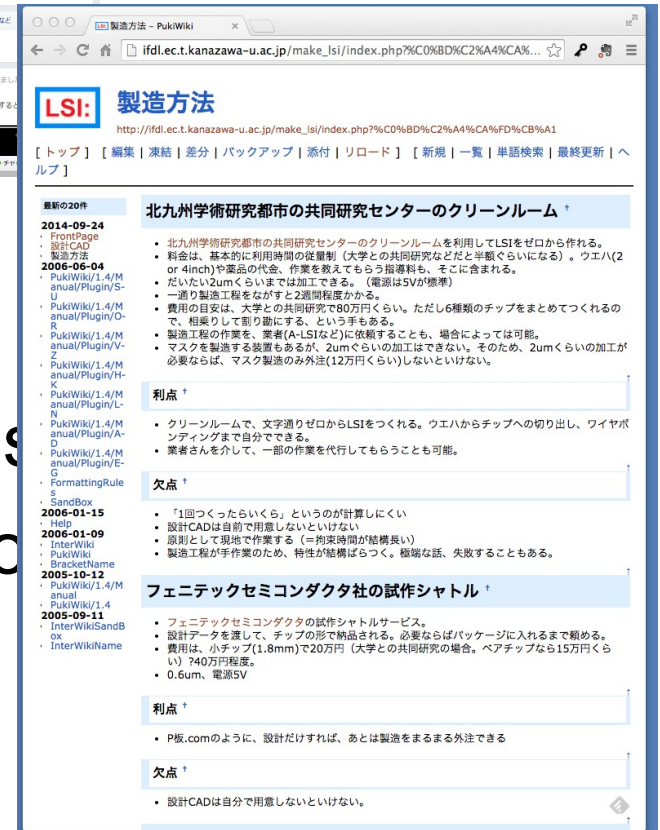 製造方法 – PukiWiki
ifdl.ec.t.kanazawa-u.ac.jp/make_lsi/index.php?%C0%BD%C2%A4%CA%...
LSI: 製造方法
http://ifdl.ec.t.kanazawa-u.ac.jp/make_lsi/index.php?%C0%BD%C2%A4%CA%FD%CB%A1
[ トップ ] [ 編集 | 凍結 | 差分 | バックアップ | 添付 | リロード ] [ 新規 | 一覧 | 単語検索 | 最終更新 | ヘ
ルプ ]
最新の20件
2014-09-24
FrontPage
設計CAD
製造方法
2006-06-04
PukiWiki/1.4/M
anual/Plugin/S-
U
PukiWiki/1.4/M
anual/Plugin/O-
R
PukiWiki/1.4/M
anual/Plugin/V-
Z
PukiWiki/1.4/M
anual/Plugin/H-
K
PukiWiki/1.4/M
anual/Plugin/L-
N
PukiWiki/1.4/M
anual/Plugin/A-
D
PukiWiki/1.4/M
anual/Plugin/E-
G
FormattingRule
s
SandBox
2006-01-15
Help
2006-01-09
InterWiki
PukiWiki
BracketName
2005-10-12
PukiWiki/1.4/M
anual
PukiWiki/1.4
2005-09-11
InterWikiSandB
ox
InterWikiName
北九州学術研究都市の共同研究センターのクリーンルーム †
・ 北九州学術研究都市の共同研究センターのクリーンルームを利用してLSIをゼロから作れる。
・ 料金は、基本的に利用時間の従量制（大学との共同研究などだと半額ぐらいになる）。ウエハ(2
or 4inch)や薬品の代金、作業を教えてもらう指導料も、そこに含まれる。
・ だいたい2umくらいまでは加工できる。（電源は5Vが標準）
・ 一通り製造工程をながすと2週間程度かかる。
・ 費用の目安は、大学との共同研究で80万円くらい。ただし6種類のチップをまとめてつくれるの
で、相乗りして割り勘にする、という手もある。
・ 製造工程の作業を、業者(A-LSIなど)に依頼することも、場合によっては可能。
・ マスクを製造する装置もあるが、2umぐらいの加工はできない。そのため、2umくらいの加工が
必要ならば、マスク製造のみ外注(12万円くらい)しないといけない。
↑
利点 †
・ クリーンルームで、文字通りゼロからLSIをつくれる。ウエハからチップへの切り出し、ワイヤボ
ンディングまで自分でできる。
・ 業者さんを介して、一部の作業を代行してもらうことも可能。
↑
欠点 †
・ 「1回つくったらいくら」というのが計算しにくい
・ 設計CADは自前で用意しないといけない
・ 原則として現地で作業する（＝拘束時間が結構長い）
・ 製造工程が手作業のため、特性が結構ばらつく。極端な話、失敗することもある。
↑
フェニテックセミコンダクタ社の試作シャトル †
・ フェニテックセミコンダクタの試作シャトルサービス。
・ 設計データを渡して、チップの形で納品される。必要ならばパッケージに入れるまで頼める。
・ 費用は、小チップ(1.8mm)で20万円（大学との共同研究の場合。ベアチップなら15万円くら
い）?40万円程度。
・ 0.6um、電源5V
↑
利点 †
・ P板.comのように、設計だけすれば、あとは製造をまるまる外注できる
↑
欠点 †
・ 設計CADは自分で用意しないといけない。
↑